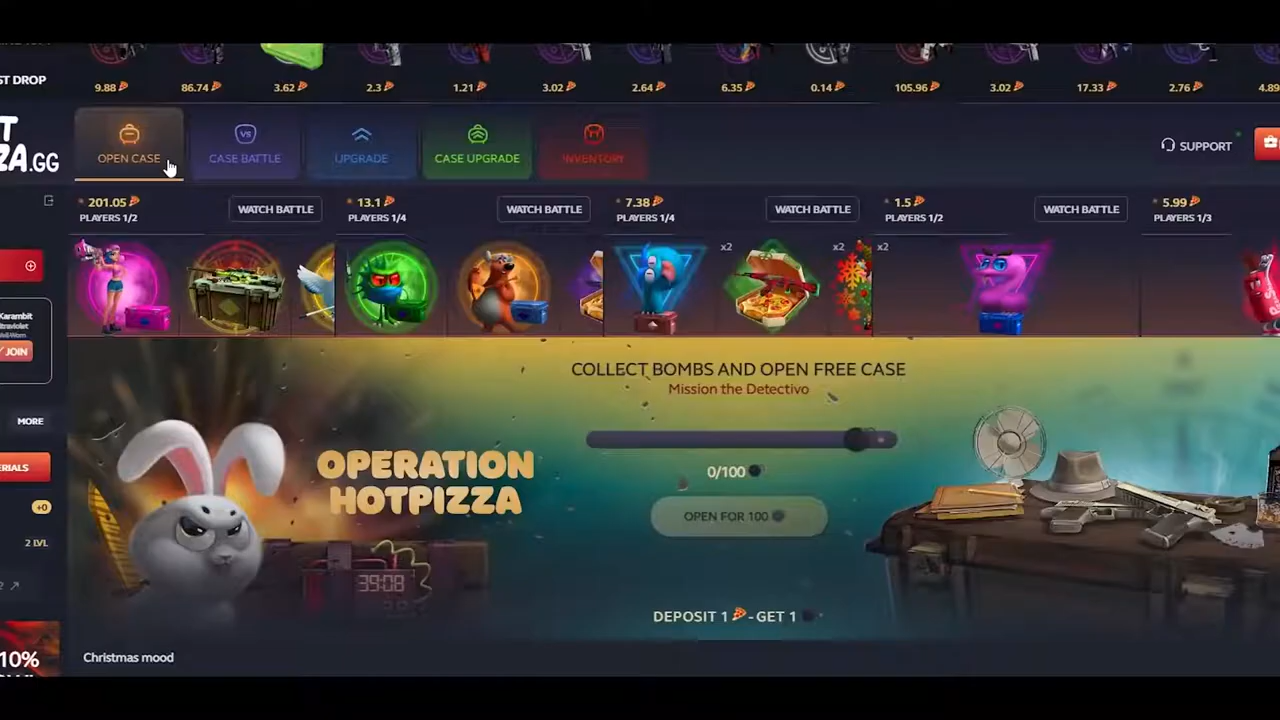 ST DROP
9.88
86.74
3.62
2.3
1.21
3.02
2.64
6.35
0.14
105.96
3.02
17.33
2.76
4.89
T
ZA.GG
OPEN CASE
VS
CASE BATTLE
UPGRADE
CASE UPGRADE
INVENTORY
SUPPORT
201.05
PLAYERS 1/2
WATCH BATTLE
13.1
PLAYERS 1/4
WATCH BATTLE
7.38
PLAYERS 1/4
WATCH BATTLE
1.5
PLAYERS 1/2
WATCH BATTLE
5.99
PLAYERS 1/3
x2
x2
x2
Karambit
JOIN
MORE
ERIALS
+0
2 LVL
10%
COLLECT BOMBS AND OPEN FREE CASE
Mission the Detectivo
0/100
OPEN FOR 100
OPERATION
HOTPIZZA
39:08
DEPOSIT 1 - GET 1
Christmas mood